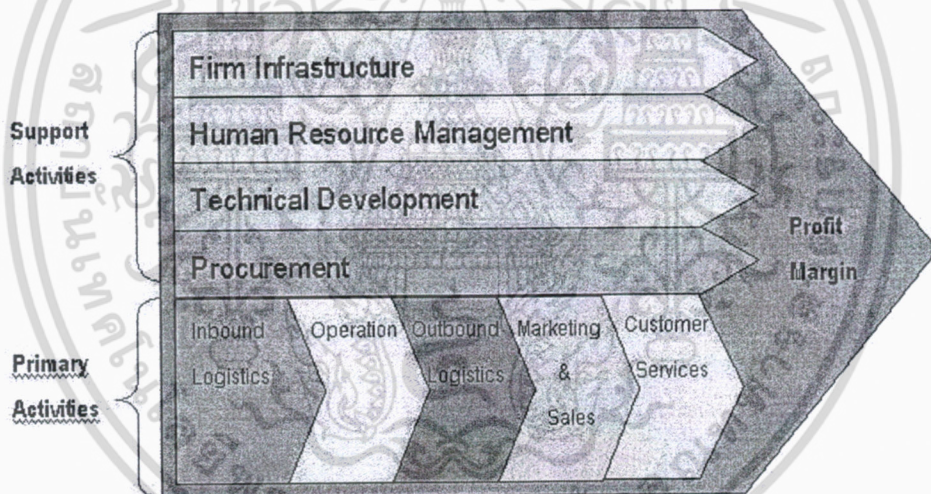 Support
Activities
Firm Infrastructure
Human Resource Management
Technical Development
Procurement
Profit
Margin
Primary
Activities
Inbound
Logistics
Operation
Outbound
Logistics
Marketing
&
Sales
Customer
Services